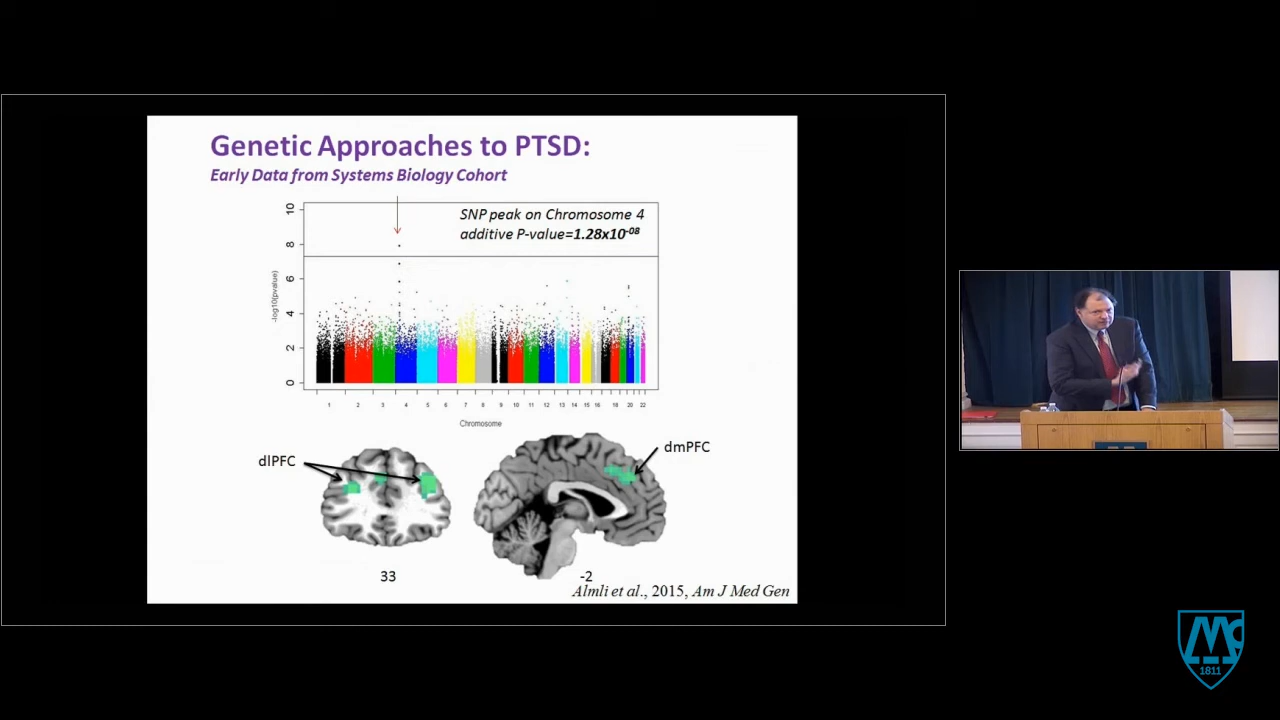 Genetic Approaches to PTSD:
Early Data from Systems Biology Cohort
SNP peak on Chromosome 4
additive P-value=1.28x10-08
10
8
6
4
2
0
-log10(pvalue)
1 2 3 4 5 6 7 8 9 10 11 12 13 14 15 16 18 20 22
Chromosome
dlPFC
dmPFC
33
-2
Almli et al., 2015, Am J Med Gen
Mc
1811